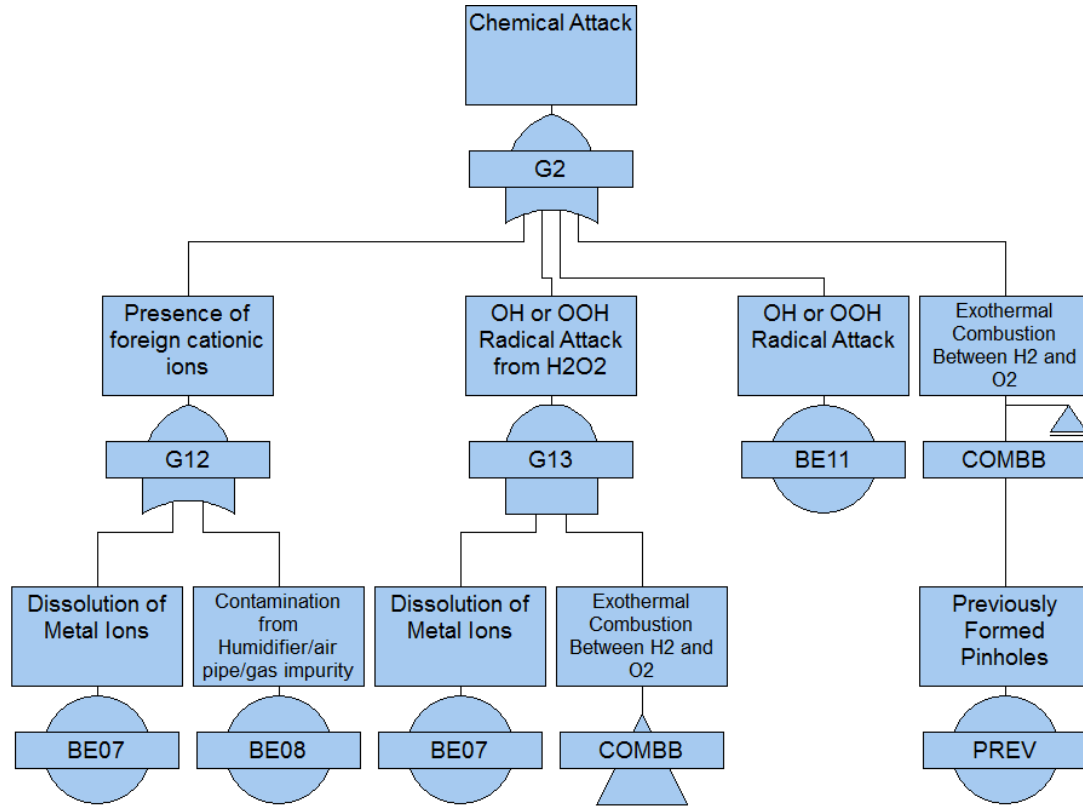 Chemical Attack
G2
Presence of
foreign cationic
ions
OH or OOH
Radical Attack
from H2O2
OH or OOH
Radical Attack
Exothermal
Combustion
Between H2 and
O2
G12
G13
BE11
COMBB
Dissolution of
Metal Ions
Contamination
from
Humidifier/air
pipe/gas impurity
Dissolution of
Metal Ions
Exothermal
Combustion
Between H2 and
O2
Previously
Formed
Pinholes
BE07
BE08
BE07
COMBB
PREV